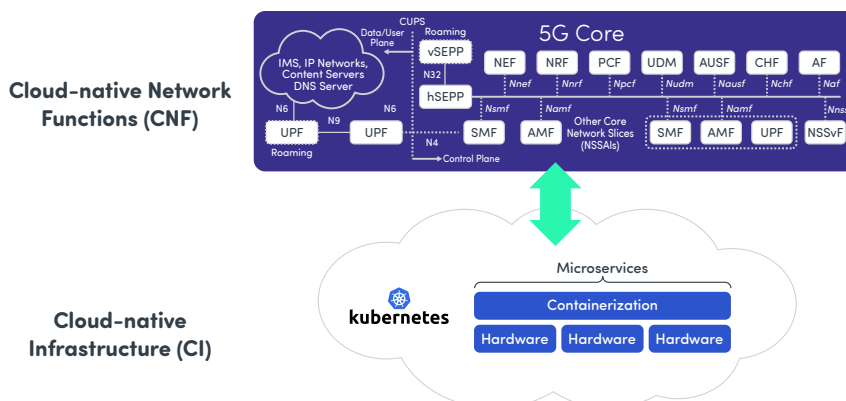 CUPS
5G Core
Data/User
Plane
Roaming
vSEPP
NEF
NRF
PCF
UDM
AUSF
CHF
AF
IMS, IP Networks,
Content Servers
DNS Server
N32
Nnef
Nnrf
Npcf
Nudm
Nausf
Nchf
Naf
Cloud-native Network
Functions (CNF)
hSEPP
N6
N6
Nsmf
Namf
Other Core
Network Slices
(NSSAIs)
Nsmf
Namf
Nnss
UPF
N9
UPF
N4
SMF
AMF
SMF
AMF
UPF
NSSvF
Roaming
Control Plane
Microservices
kubernetes
Containerization
Cloud-native
Infrastructure (CI)
Hardware
Hardware
Hardware